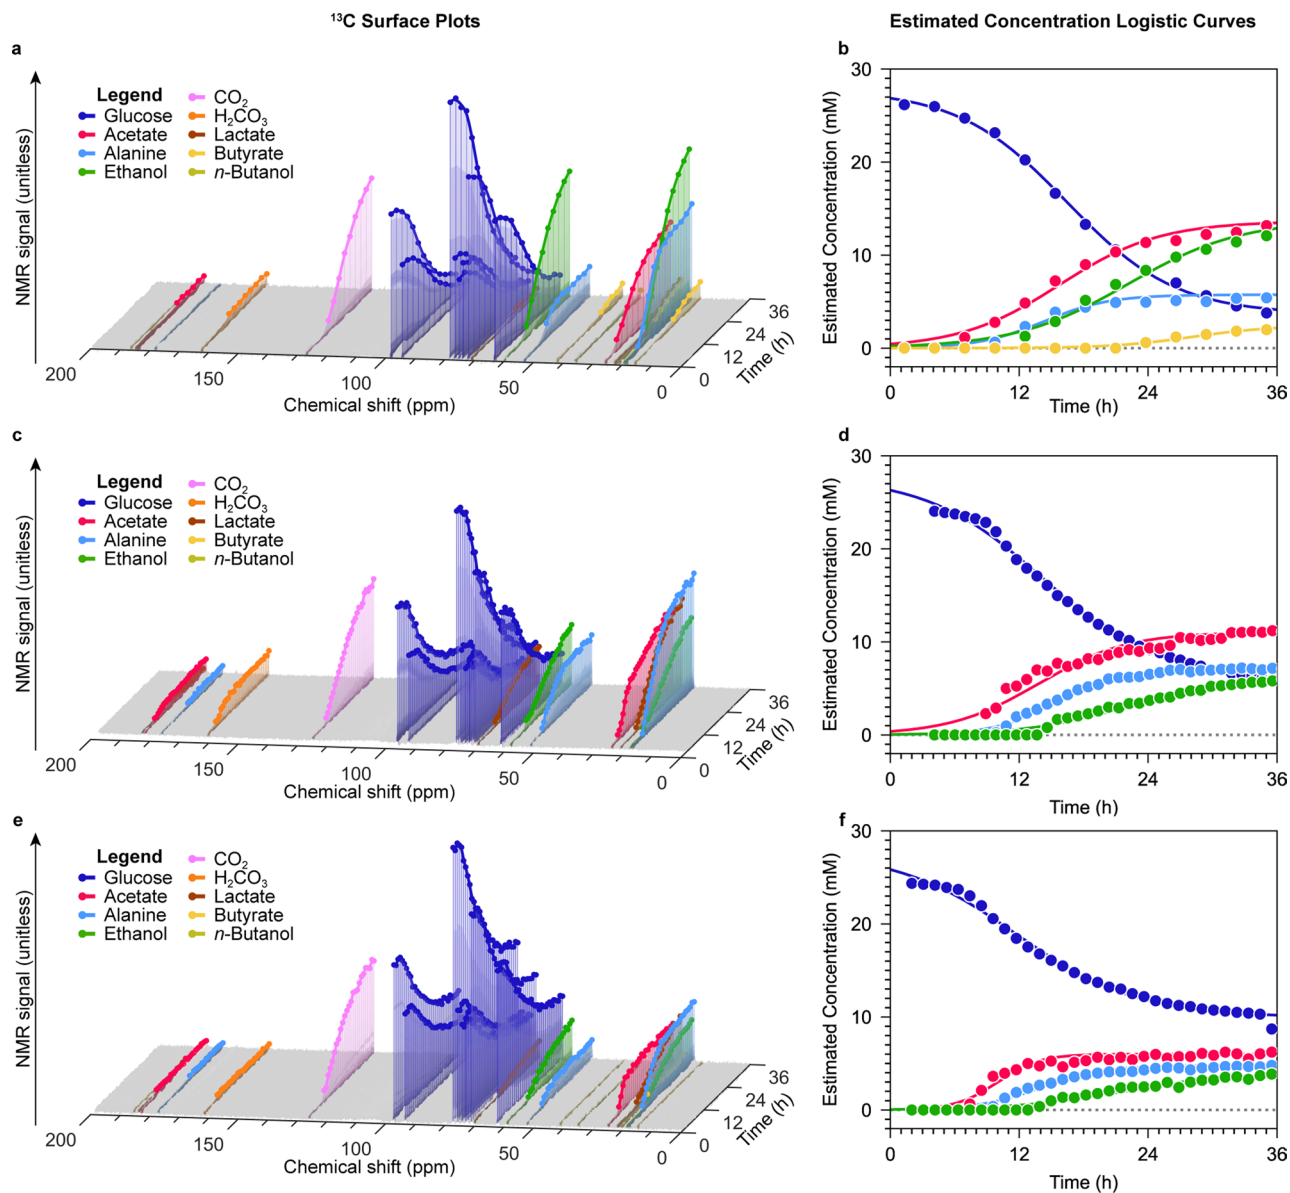 ¹³C Surface Plots
Estimated Concentration Logistic Curves
a
NMR signal (unitless)
Legend
Glucose
Acetate
Alanine
Ethanol
CO₂
H₂CO₃
Lactate
Butyrate
n-Butanol
200
150
100
50
0
Chemical shift (ppm)
0
12
24
36
Time (h)
b
Estimated Concentration (mM)
30
20
10
0
0
12
24
36
Time (h)
c
NMR signal (unitless)
Legend
Glucose
Acetate
Alanine
Ethanol
CO₂
H₂CO₃
Lactate
Butyrate
n-Butanol
200
150
100
50
0
Chemical shift (ppm)
0
12
24
36
Time (h)
d
Estimated Concentration (mM)
30
20
10
0
0
12
24
36
Time (h)
e
NMR signal (unitless)
Legend
Glucose
Acetate
Alanine
Ethanol
CO₂
H₂CO₃
Lactate
Butyrate
n-Butanol
200
150
100
50
0
Chemical shift (ppm)
0
12
24
36
Time (h)
f
Estimated Concentration (mM)
30
20
10
0
0
12
24
36
Time (h)